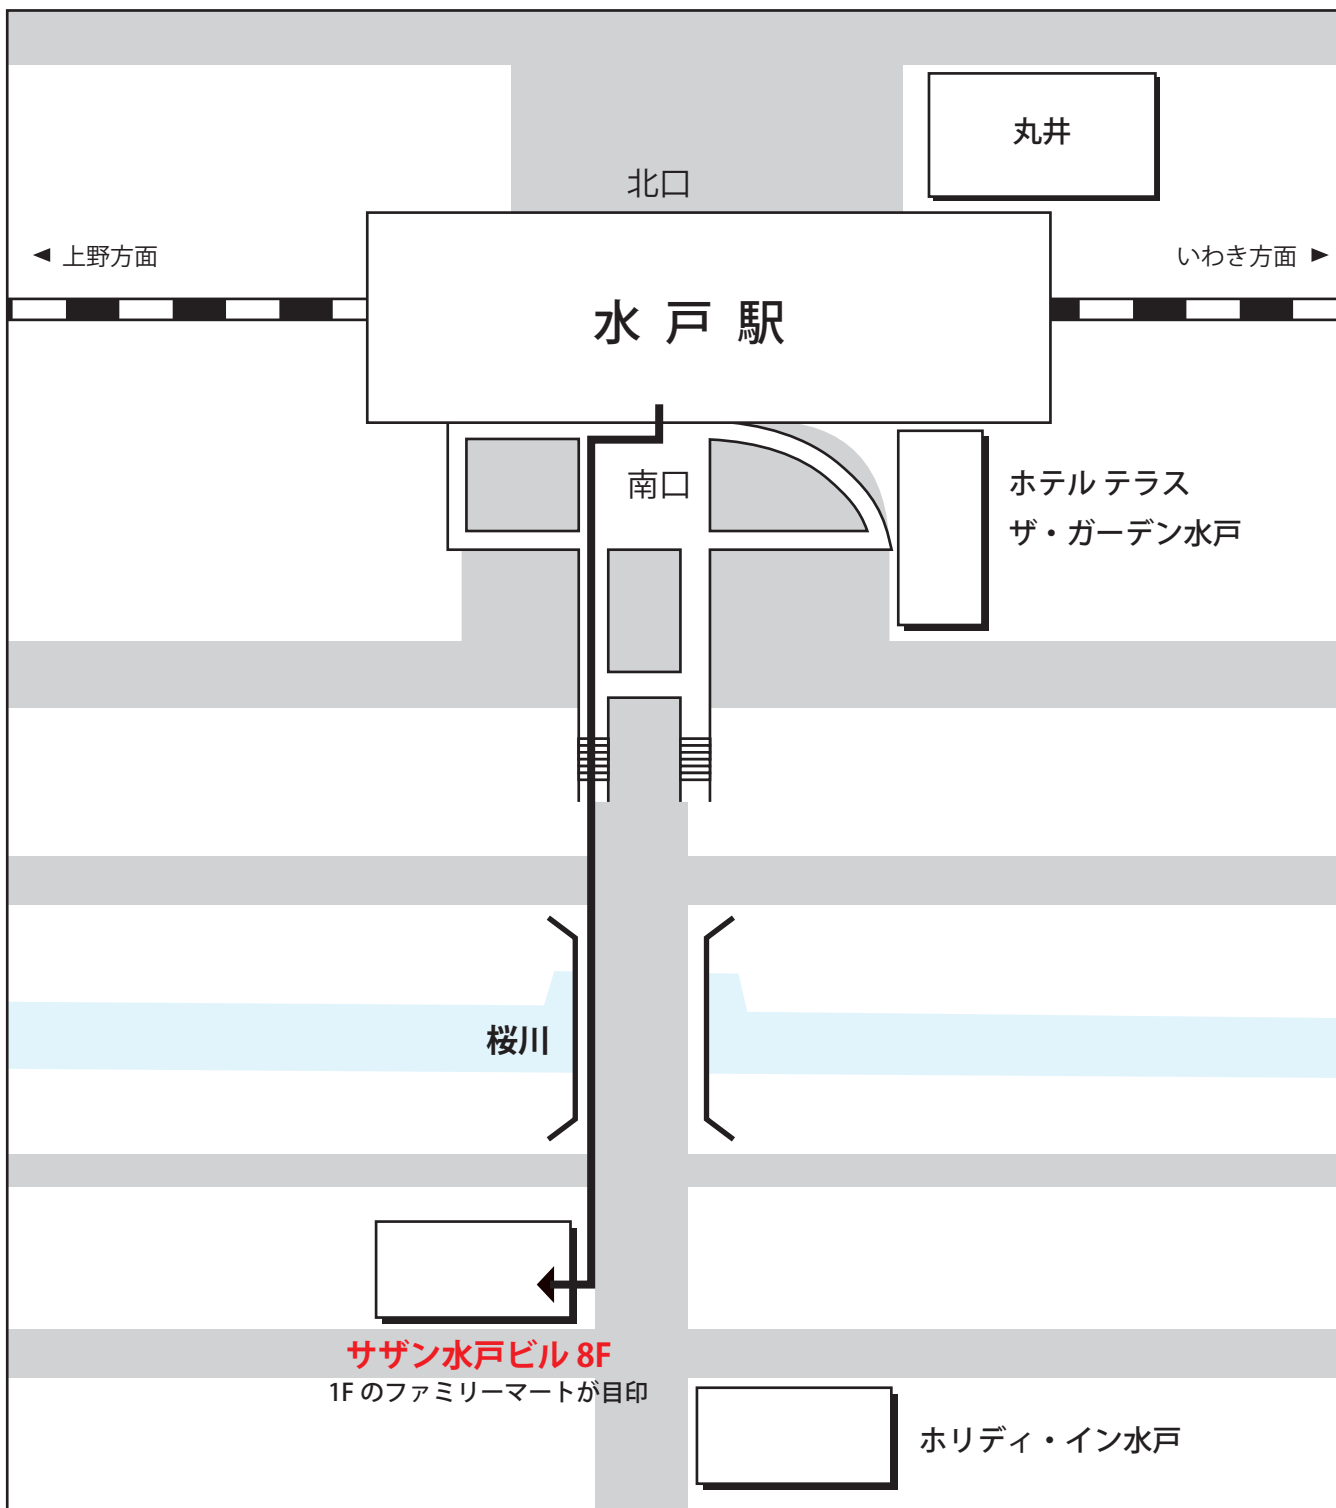 丸井
北口
◀ 上野方面
いわき方面 ▶
水戸駅
南口
ホテル テラス
ザ・ガーデン水戸
桜川
サザン水戸ビル 8F
1F のファミリーマートが目印
ホリディ・イン水戸